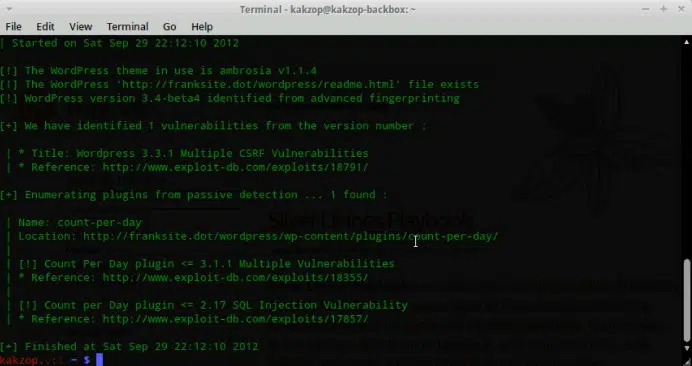 Terminal - kakzop@kakzop-backbox: ~
File Edit View Terminal Go Help
| Started on Sat Sep 29 22:12:10 2012
[!] The WordPress theme in use is ambrosia v1.1.4
[!] The WordPress 'http://franksite.dot/wordpress/readme.html' file exists
[!] WordPress version 3.4-beta4 identified from advanced fingerprinting
[+] We have identified 1 vulnerabilities from the version number :
| * Title: Wordpress 3.3.1 Multiple CSRF Vulnerabilities
| * Reference: http://www.exploit-db.com/exploits/18791/
[+] Enumerating plugins from passive detection ... 1 found :
| Name: count-per-day
| Location: http://franksite.dot/wordpress/wp-content/plugins/count-per-day/
|
| [!] Count Per Day plugin <= 3.1.1 Multiple Vulnerabilities
| * Reference: http://www.exploit-db.com/exploits/18355/
|
| [!] Count per Day plugin <= 2.17 SQL Injection Vulnerability
| * Reference: http://www.exploit-db.com/exploits/17857/
[+] Finished at Sat Sep 29 22:12:10 2012
kakzop..:: ~ $